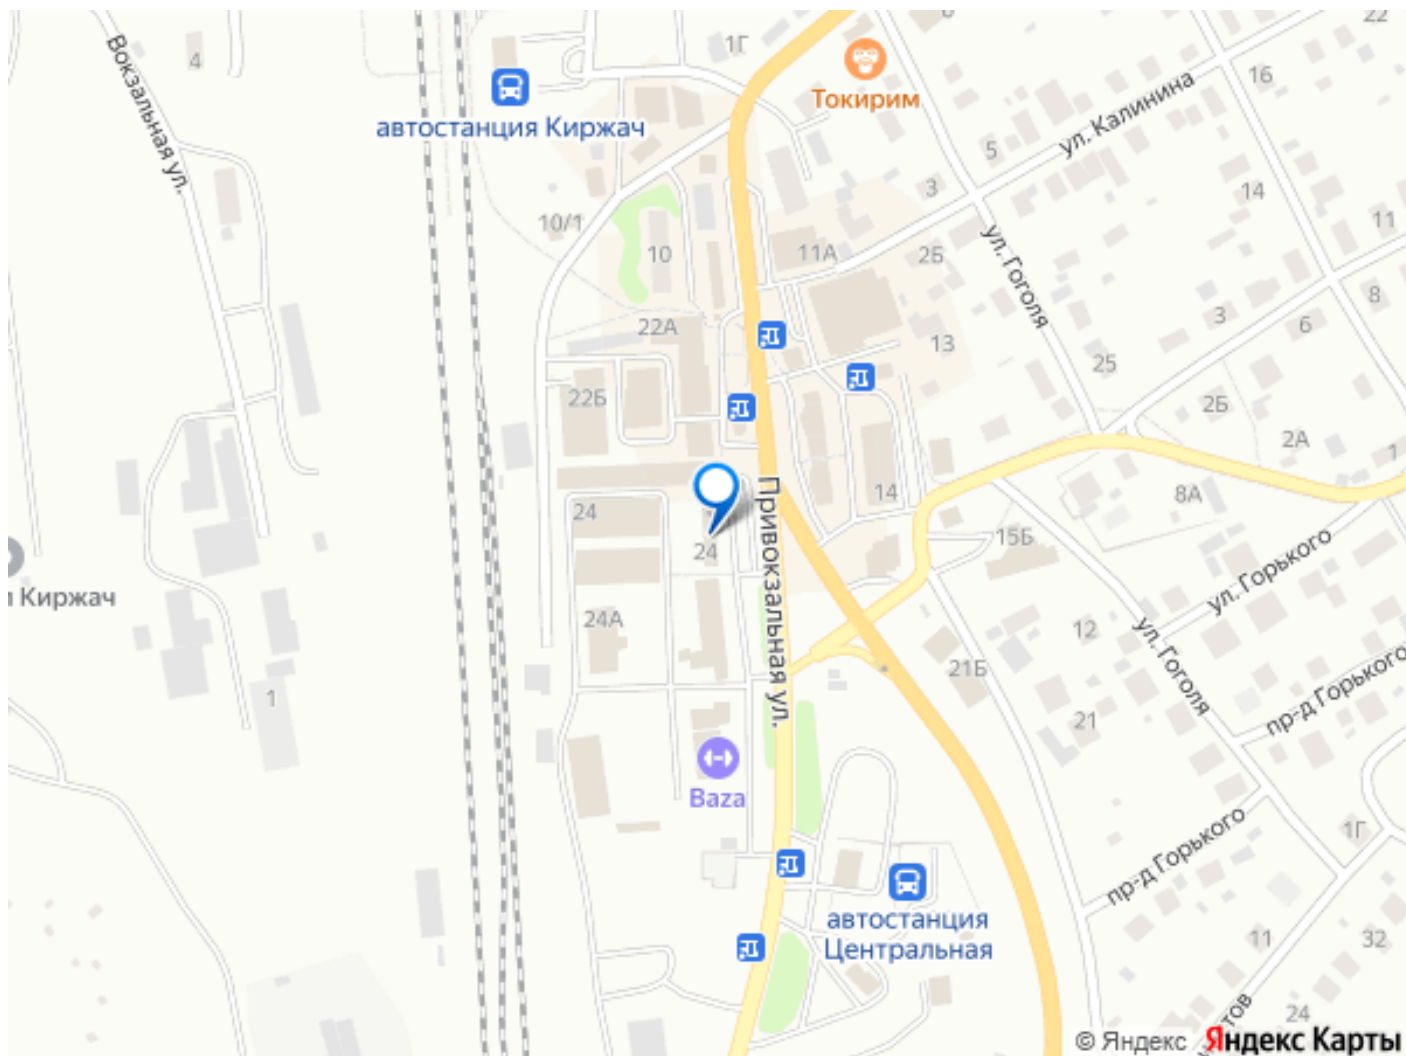 22
1Г
Вокзальная ул.
4
16
Токирим
ул. Калинина
автостанция Киржач
5
3
14
10/1
11
10
11А
2Б
ул. Гоголя
8
3
6
22А
13
25
22Б
2Б
2А
1
14
8А
Привокзальная ул.
24
15Б
24
ул. Горького
Киржач
24А
12
ул. Гоголя
21Б
пр-д Горького
1
21
Baza
1Г
пр-д Горького
автостанция
Центральная
11
32
24
© Яндекс Яндекс Карты